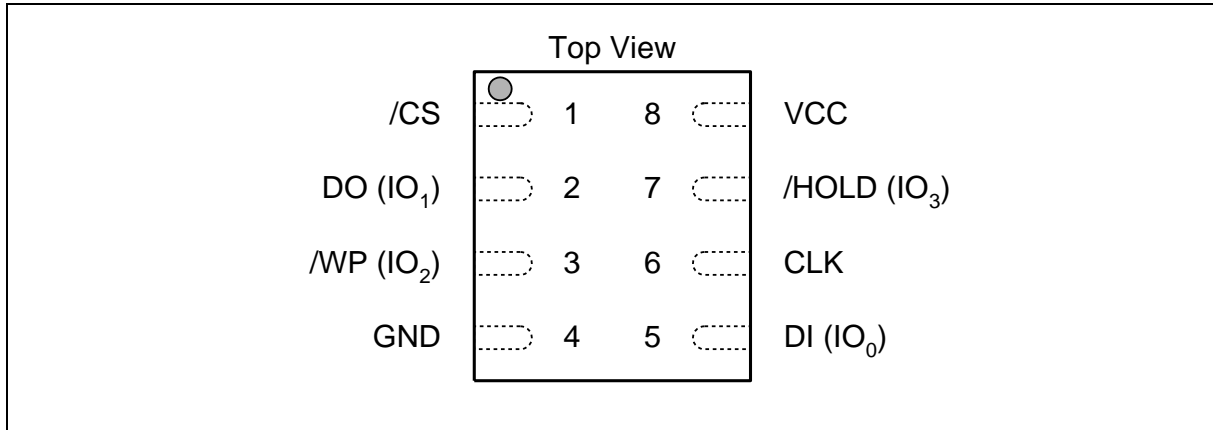 Top View
/CS 1 8 VCC
DO (IO₁) 2 7 /HOLD (IO₃)
/WP (IO₂) 3 6 CLK
GND 4 5 DI (IO₀)